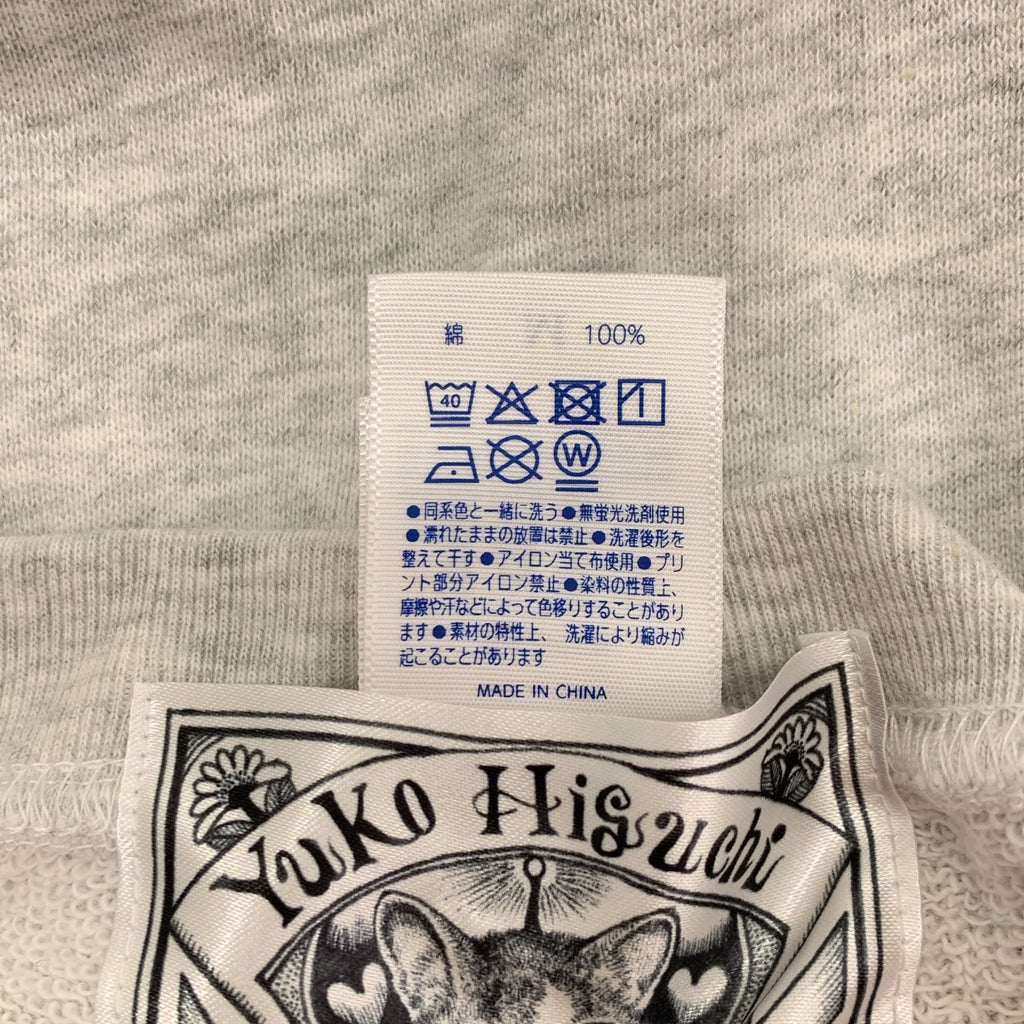 綿 100%
40
W
●同系色と一緒に洗う●無蛍光洗剤使用
●濡れたままの放置は禁止●洗濯後形を
整えて干す●アイロン当て布使用●プリ
ント部分アイロン禁止●染料の性質上、
摩擦や汗などによって色移りすることがあり
ます●素材の特性上、洗濯により縮みが
起こることがあります
MADE IN CHINA
Yuko Higuchi